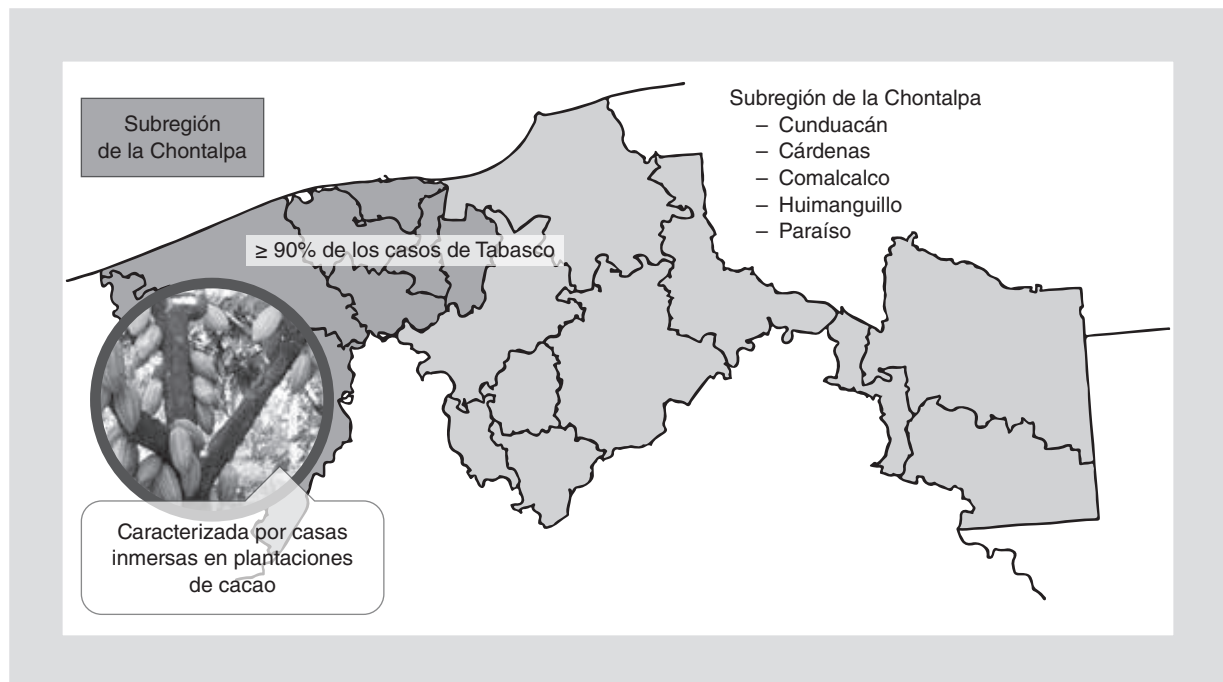 Subregión
de la Chontalpa
Subregión de la Chontalpa
– Cunduacán
– Cárdenas
– Comalcalco
– Huimanguillo
– Paraíso
≥ 90% de los casos de Tabasco
Caracterizada por casas
inmersas en plantaciones
de cacao